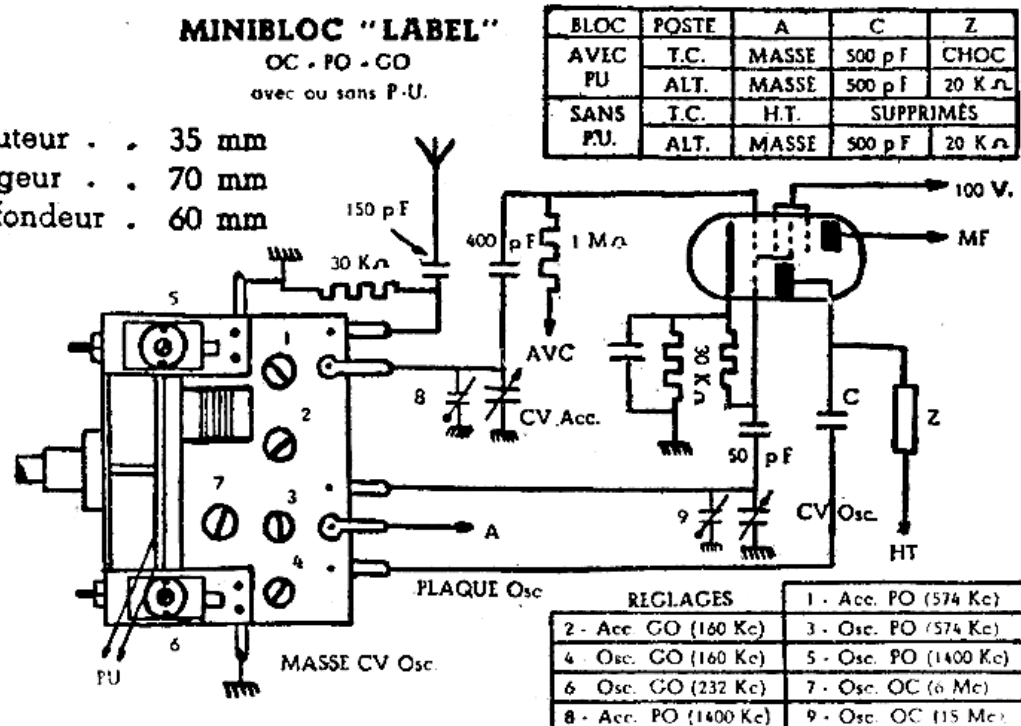 MINIBLOC "LABEL"
OC - PO - GO
avec ou sans P-U.
uteur . . 35 mm
geur . . 70 mm
fondeur . 60 mm
BLOC POSTE A C Z
AVEC PU T.C. MASSE 500 pF CHOC
ALT. MASSE 500 pF 20 KΩ
SANS P.U. T.C. H.T. SUPPRIMÉS
ALT. MASSE 500 pF 20 KΩ
150 pF
400 pF
1 MΩ
30 KΩ
100 V.
MF
AVC
30 KΩ
CV Acc.
50 pF
C
Z
CV Osc.
HT
A
PLAQUE Osc
MASSE CV Osc.
PU
5
1
2
7
3
4
6
8
9
REGLAGES
1 - Acc. PO (574 Kc)
2 - Acc. GO (160 Kc)
3 - Osc. PO (574 Kc)
4 Osc. GO (160 Kc)
5 - Osc. PO (1400 Kc)
6 Osc. GO (232 Kc)
7 - Osc. OC (6 Mc)
8 - Acc. PO (1400 Kc)
9 - Osc. OC (15 Mc)